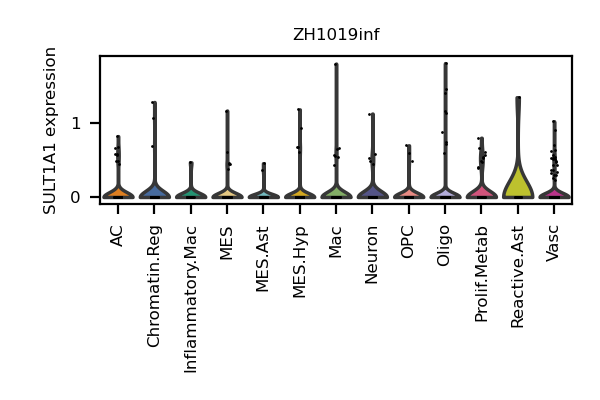 ZH1019inf
SULT1A1 expression
1
0
AC
Chromatin.Reg
Inflammatory.Mac
MES
MES.Ast
MES.Hyp
Mac
Neuron
OPC
Oligo
Prolif.Metab
Reactive.Ast
Vasc